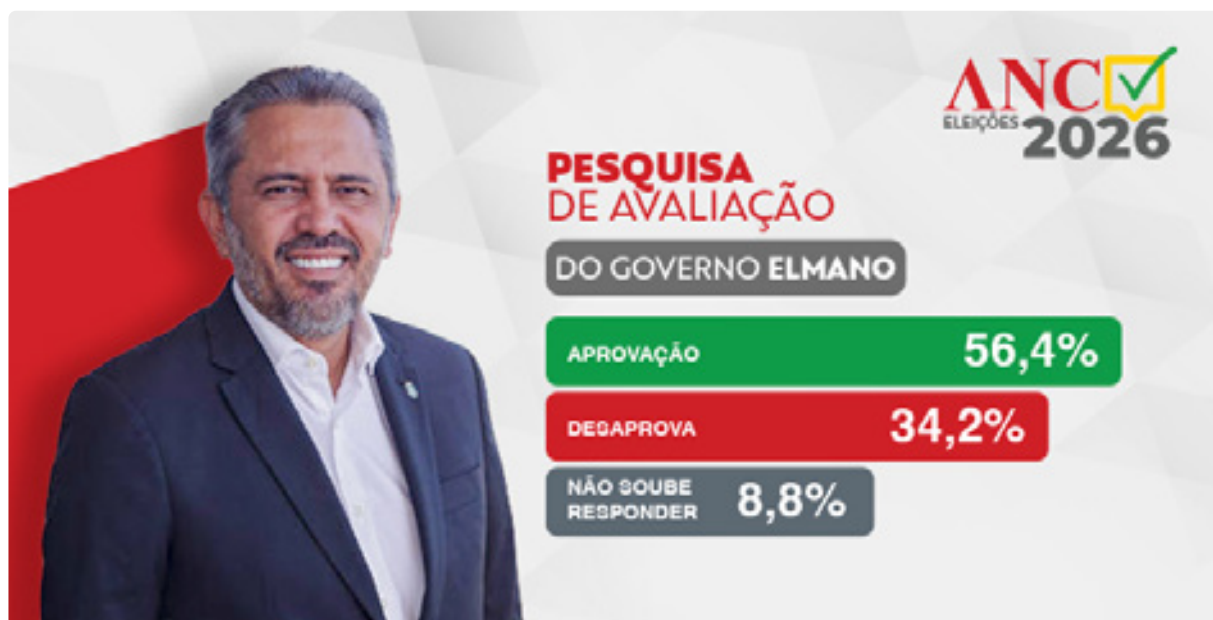 ANC
ELEIÇÕES 2026
PESQUISA
DE AVALIAÇÃO
DO GOVERNO ELMANO
APROVAÇÃO 56,4%
DESAPROVA 34,2%
NÃO SOUBE
RESPONDER 8,8%